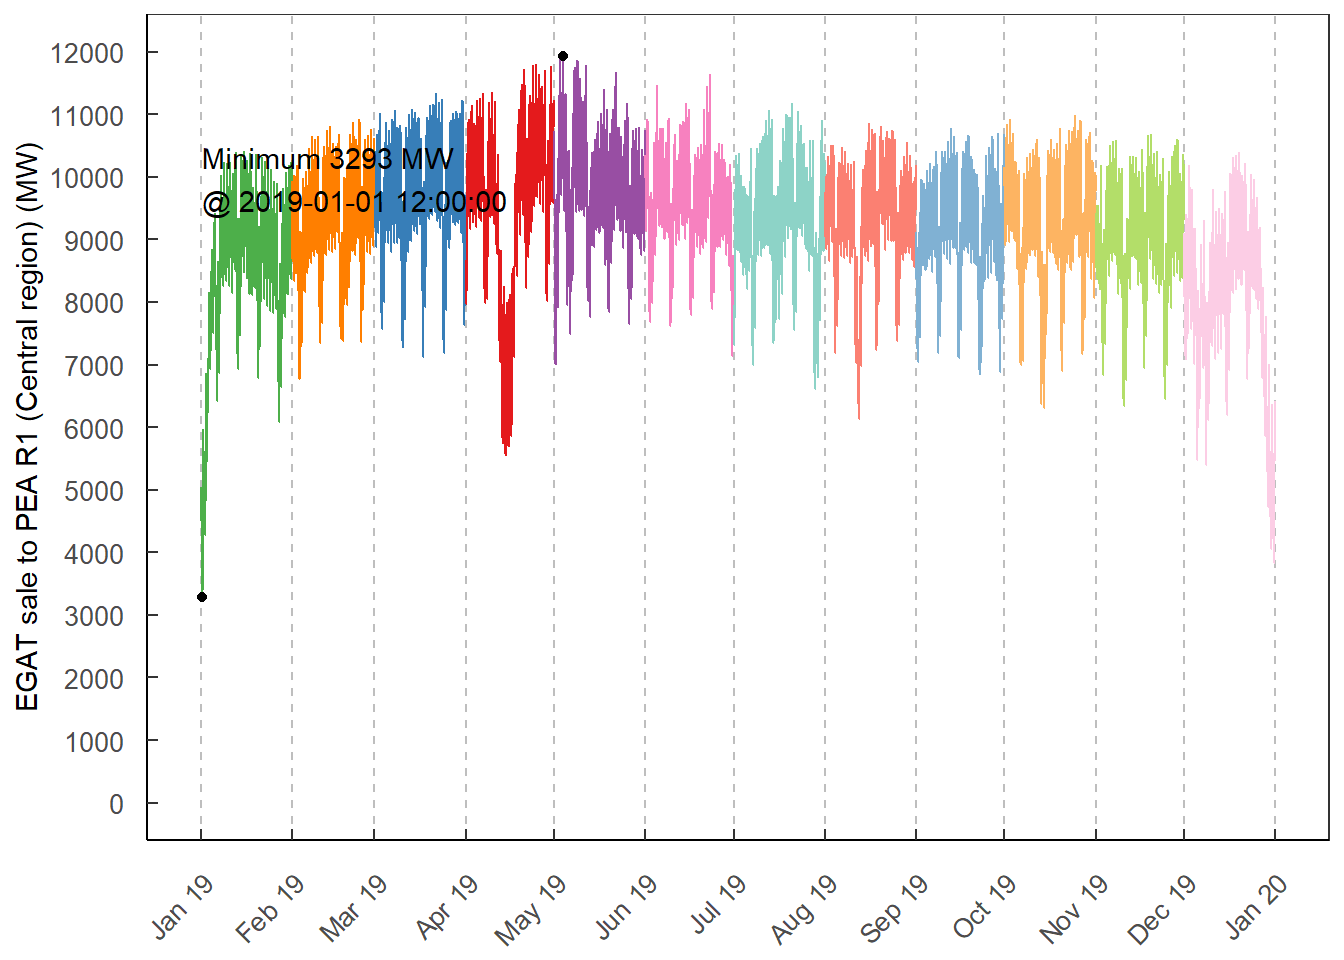 EGAT sale to PEA R1 (Central region) (MW)
12000
11000
10000
9000
8000
7000
6000
5000
4000
3000
2000
1000
0
Minimum 3293 MW
@ 2019-01-01 12:00:00
Jan 19
Feb 19
Mar 19
Apr 19
May 19
Jun 19
Jul 19
Aug 19
Sep 19
Oct 19
Nov 19
Dec 19
Jan 20